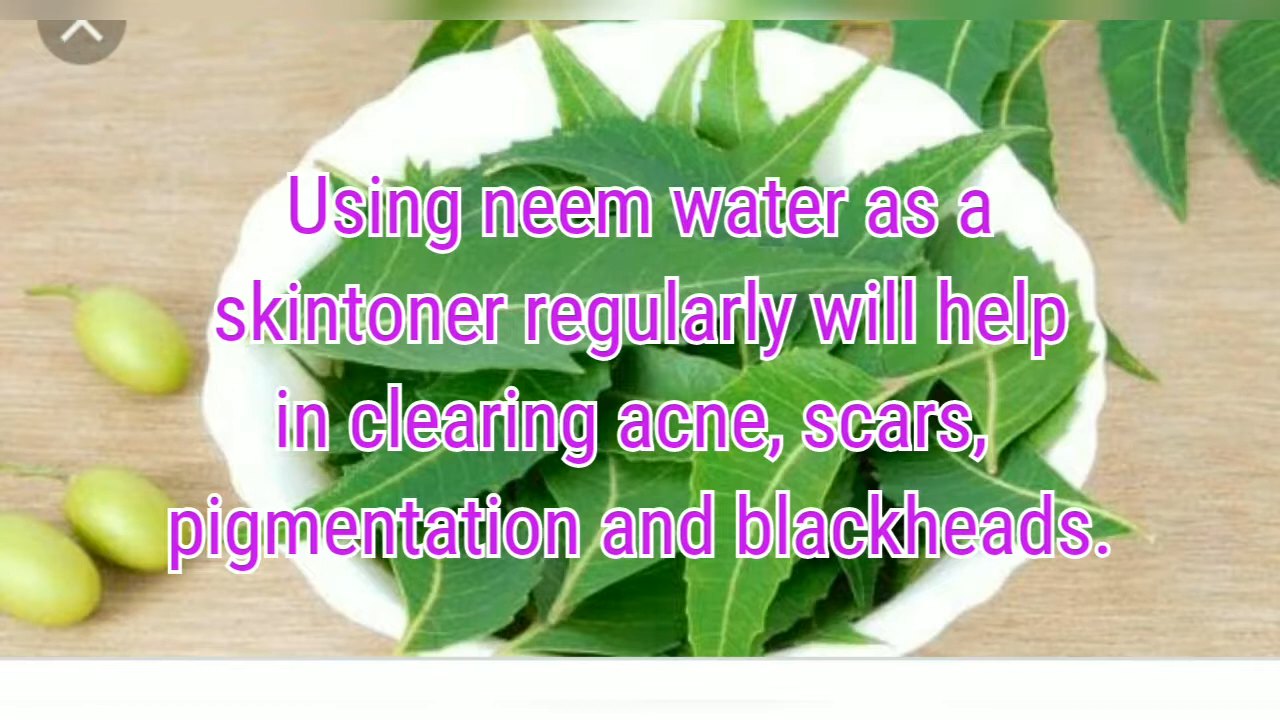 Using neem water as a
skintoner regularly will help
in clearing acne, scars,
pigmentation and blackheads.